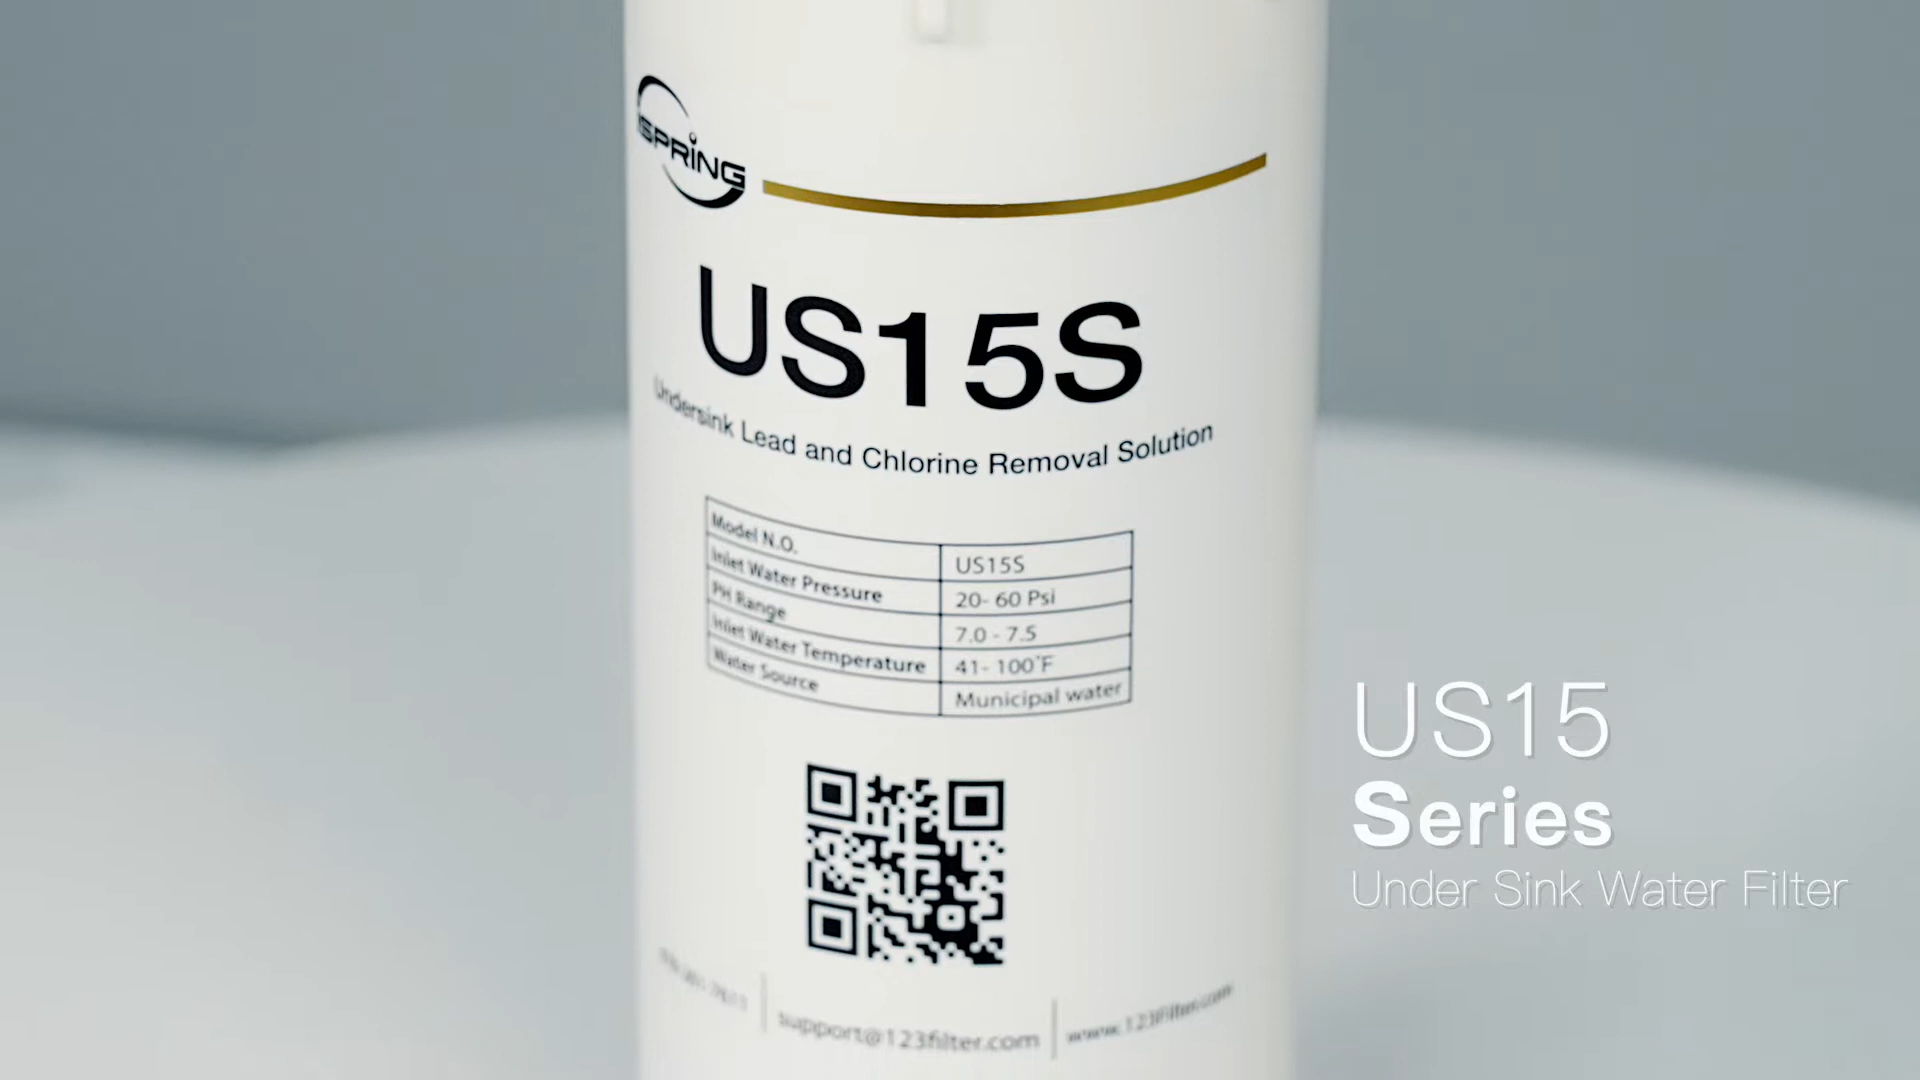 iSPRiNG
US15S
Undersink Lead and Chlorine Removal Solution
Model N.O. US15S
Inlet Water Pressure 20- 60 Psi
PH Range 7.0 - 7.5
Inlet Water Temperature 41- 100°F
Water Source Municipal water
support@123filter.com www.123filter.com
US15
Series
Under Sink Water Filter